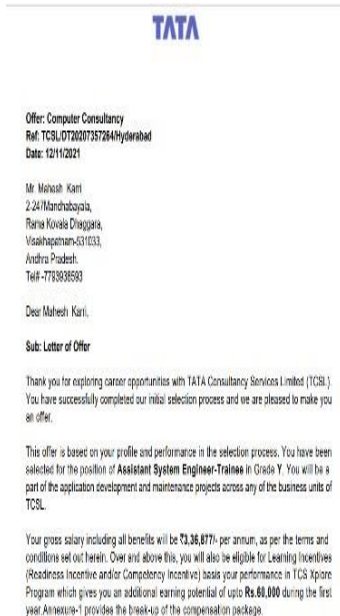 TATA
Offer: Computer Consultancy
Ref: TCSL/DT20207357264/Hyderabad
Date: 12/11/2021
Mr. Mahesh Karri
2-247Mandhabayala,
Rama Kovala Dhaggara,
Visakhapatnam-531033,
Andhra Pradesh.
Tel# -7793938593
Dear Mahesh Karri,
Sub: Letter of Offer
Thank you for exploring career opportunities with TATA Consultancy Services Limited (TCSL).
You have successfully completed our initial selection process and we are pleased to make you
an offer.
This offer is based on your profile and performance in the selection process. You have been
selected for the position of Assistant System Engineer-Trainee in Grade Y. You will be a
part of the application development and maintenance projects across any of the business units of
TCSL.
Your gross salary including all benefits will be ₹3,36,877/- per annum, as per the terms and
conditions set out herein. Over and above this, you will also be eligible for Learning Incentives
(Readiness Incentive and/or Competency Incentive) basis your performance in TCS Xplore
Program which gives you an additional earning potential of upto Rs.60,000 during the first
year.Annexure-1 provides the break-up of the compensation package.